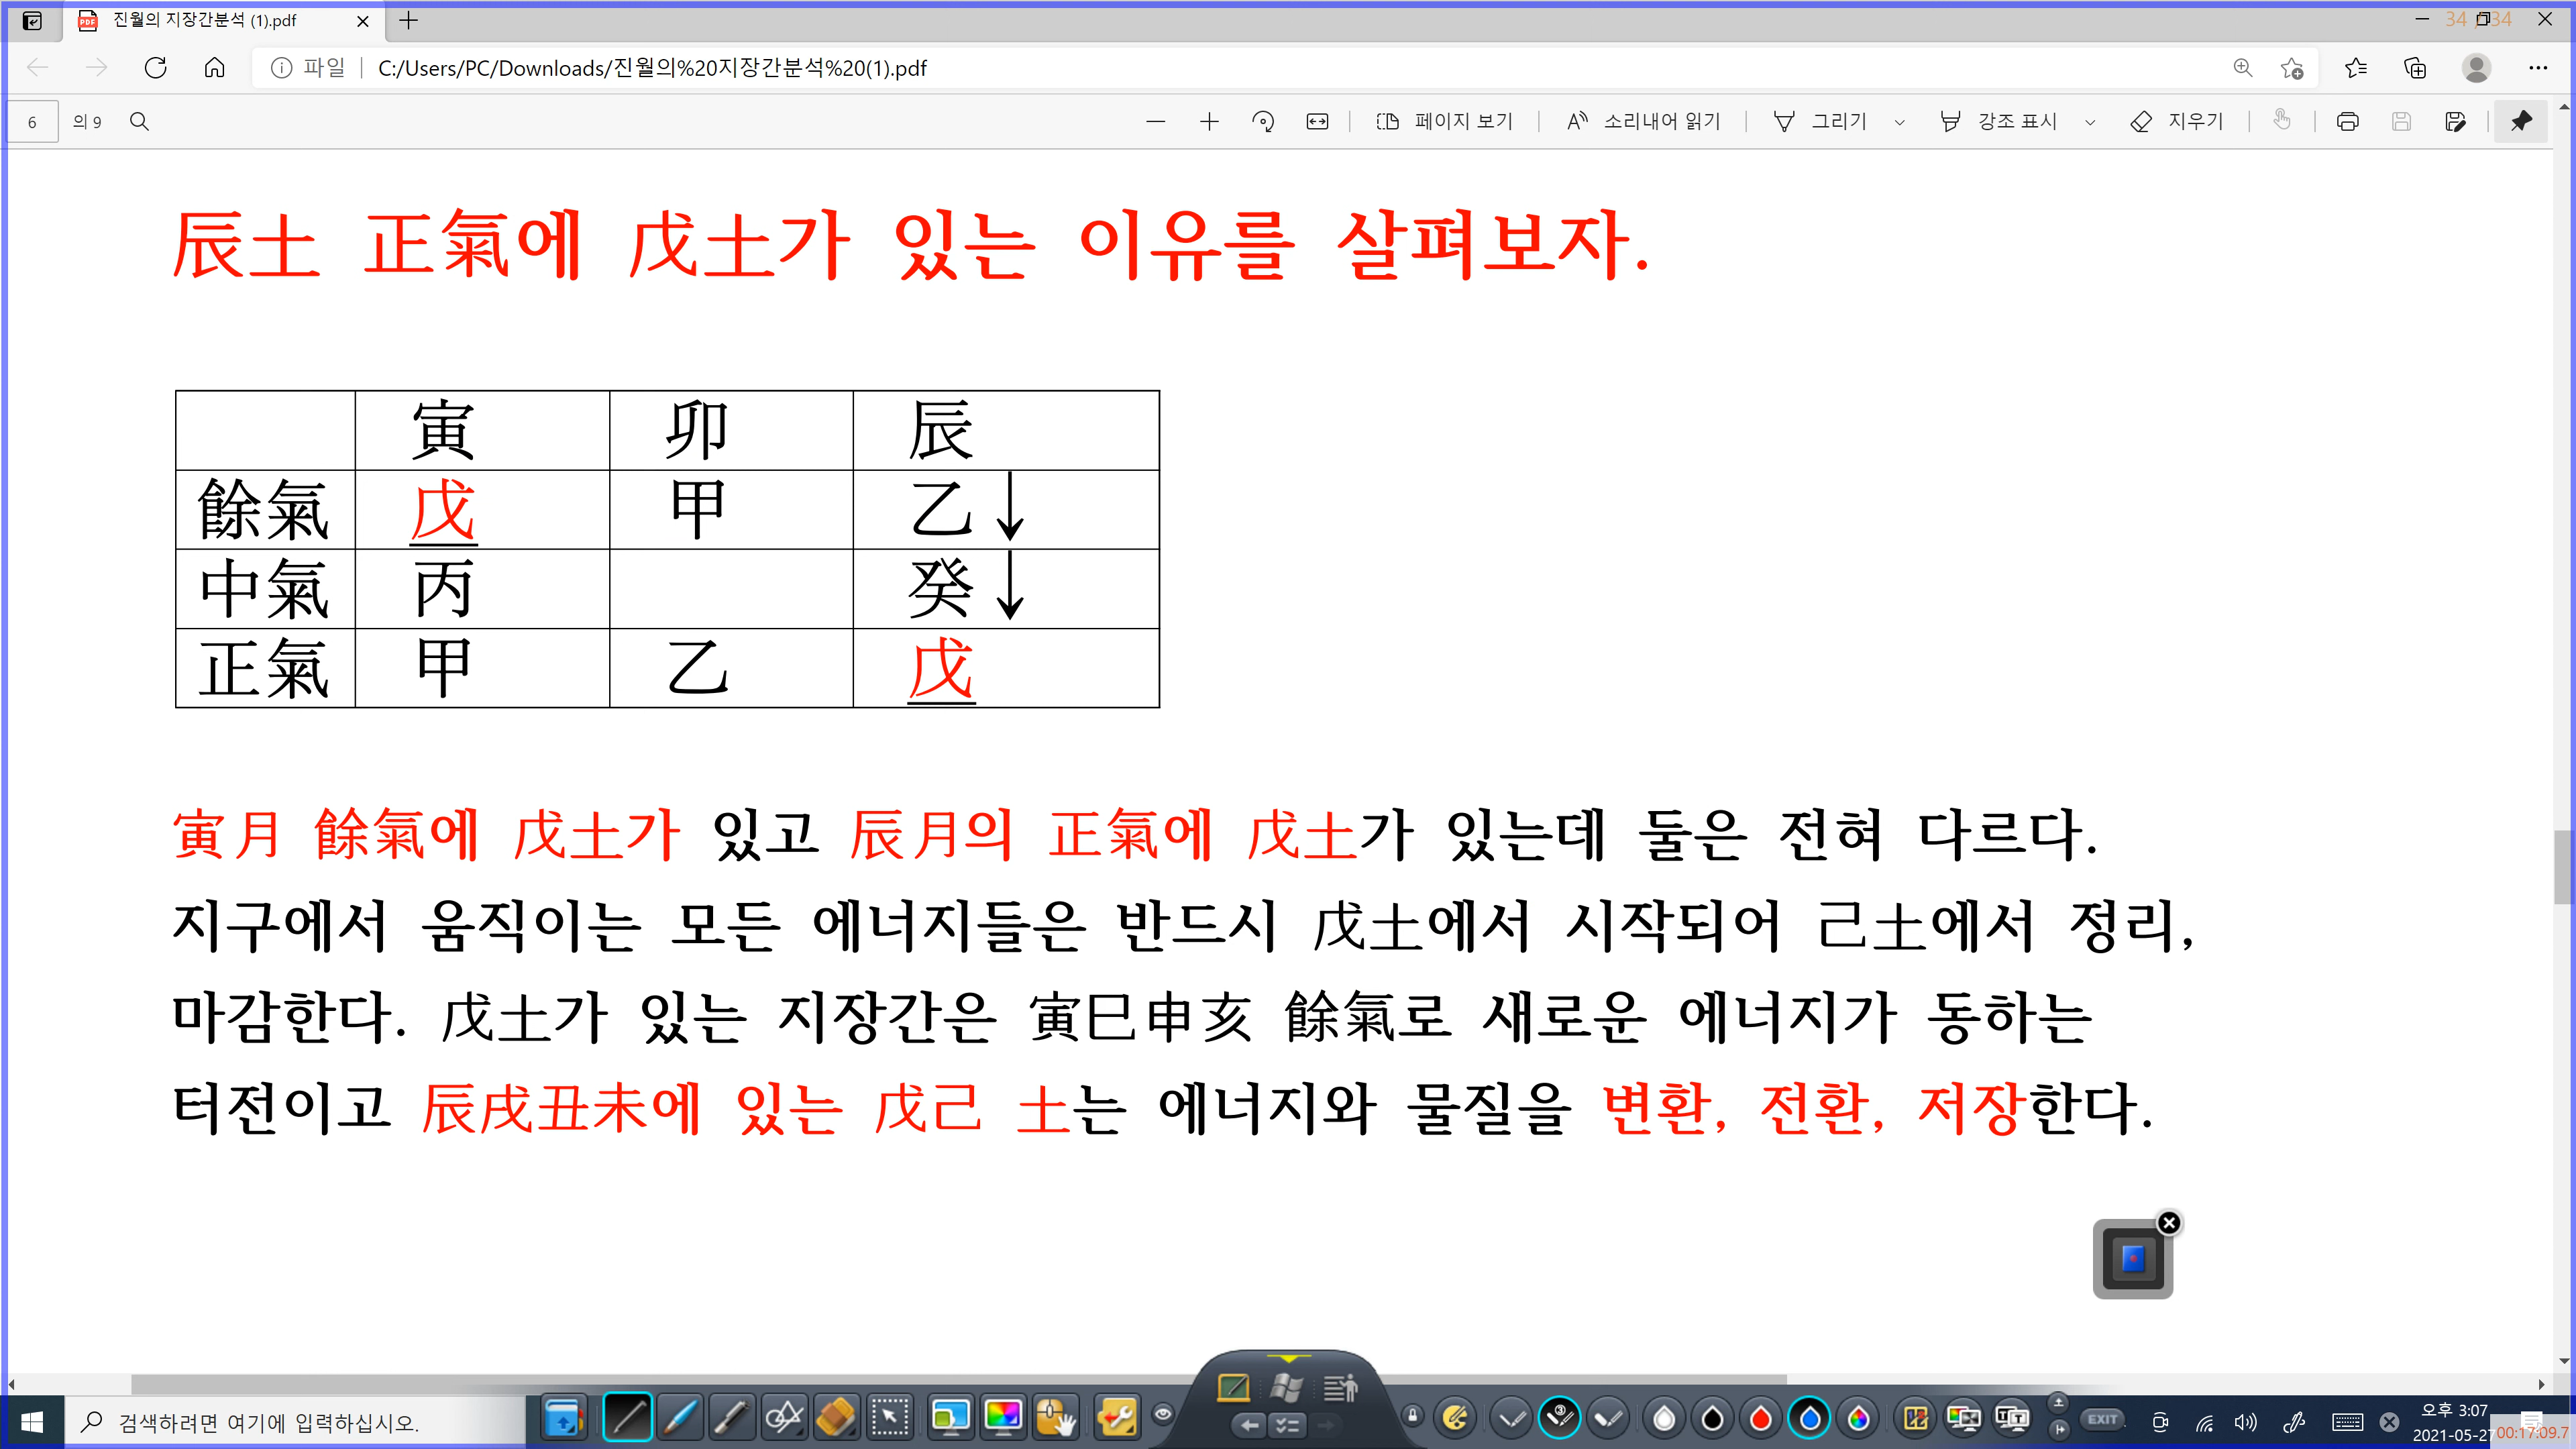 진월의 지장간분석 (1).pdf
34 / 34
파일
C:/Users/PC/Downloads/진월의%20지장간분석%20(1).pdf
6 의 9
페이지 보기
소리내어 읽기
그리기
강조 표시
지우기
辰土 正氣에 戊土가 있는 이유를 살펴보자.
寅 卯 辰
餘氣 戊 甲 乙↓
中氣 丙 癸↓
正氣 甲 乙 戊
寅月 餘氣에 戊土가 있고 辰月의 正氣에 戊土가 있는데 둘은 전혀 다르다.
지구에서 움직이는 모든 에너지들은 반드시 戊土에서 시작되어 己土에서 정리,
마감한다. 戊土가 있는 지장간은 寅巳申亥 餘氣로 새로운 에너지가 동하는
터전이고 辰戌丑未에 있는 戊己 土는 에너지와 물질을 변환, 전환, 저장한다.
검색하려면 여기에 입력하십시오.
EXIT
오후 3:07
2021-05-27
00:17:09.7